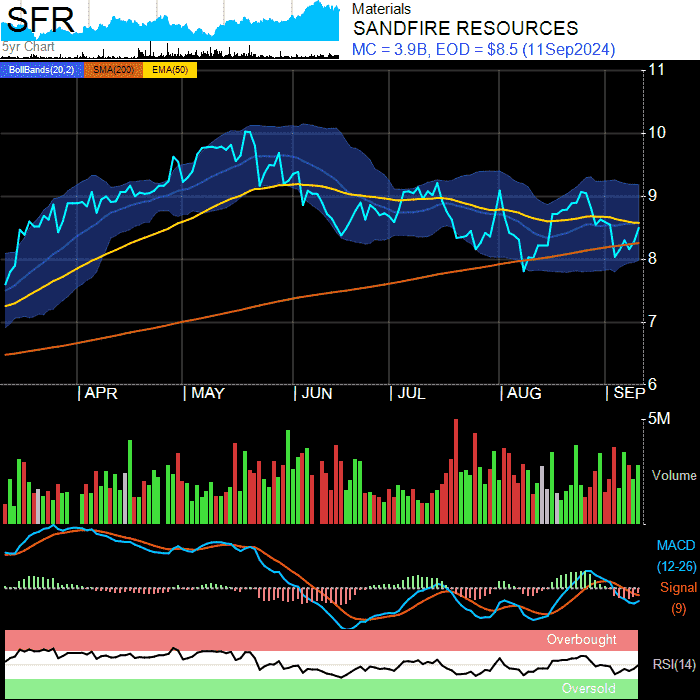 SFR
5yr Chart
Materials
SANDFIRE RESOURCES
MC = 3.9B, EOD = $8.5 (11Sep2024)
BollBands(20,2) SMA(200) EMA(50)
11
10
9
8
7
6
APR MAY JUN JUL AUG SEP
5M
Volume
MACD
(12-26)
Signal
(9)
Overbought
RSI(14)
Oversold